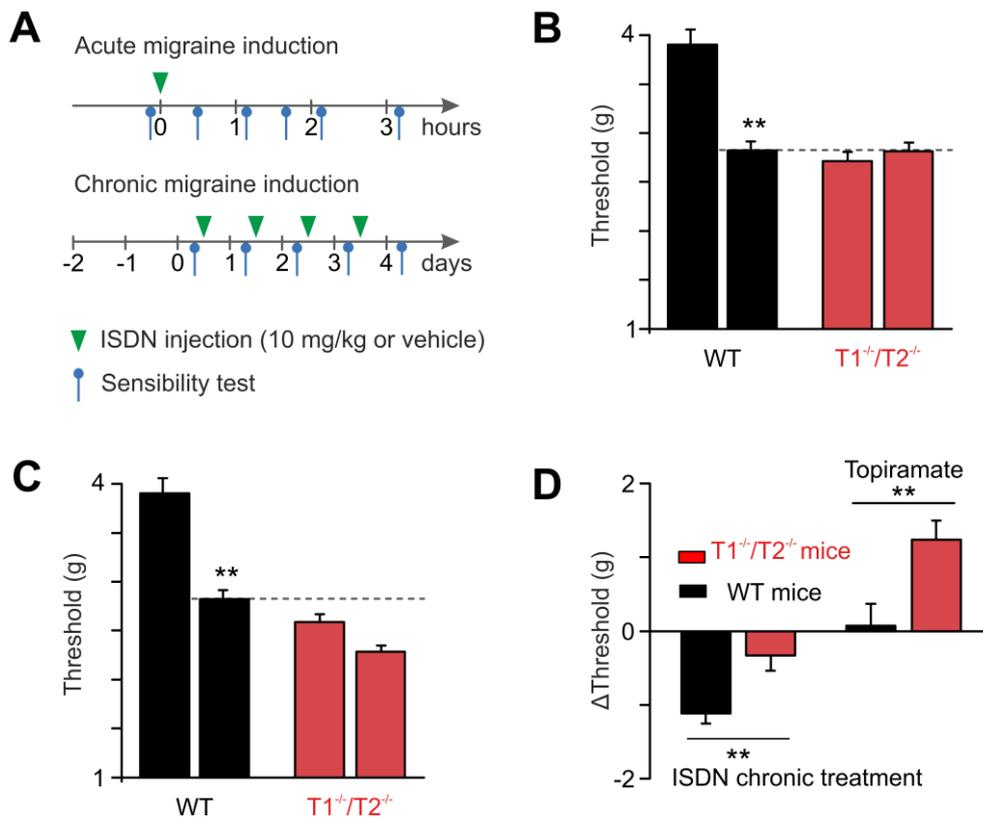 A
Acute migraine induction
0 1 2 3 hours
Chronic migraine induction
-2 -1 0 1 2 3 4 days
ISDN injection (10 mg/kg or vehicle)
Sensibility test
B
4
Threshold (g)
**
1
WT T1-/-/T2-/-
C
4
Threshold (g)
**
1
WT T1-/-/T2-/-
D
Topiramate
2
**
T1-/-/T2-/- mice
WT mice
ΔThreshold (g)
0
**
-2
ISDN chronic treatment